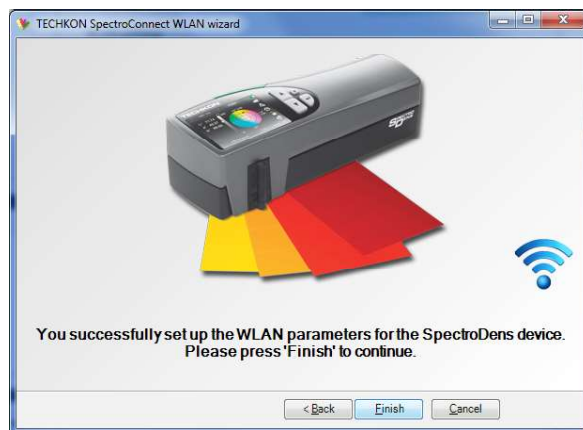 TECHKON SpectroConnect WLAN wizard
TECHKON
You successfully set up the WLAN parameters for the SpectroDens device.
Please press 'Finish' to continue.
< Back
Finish
Cancel